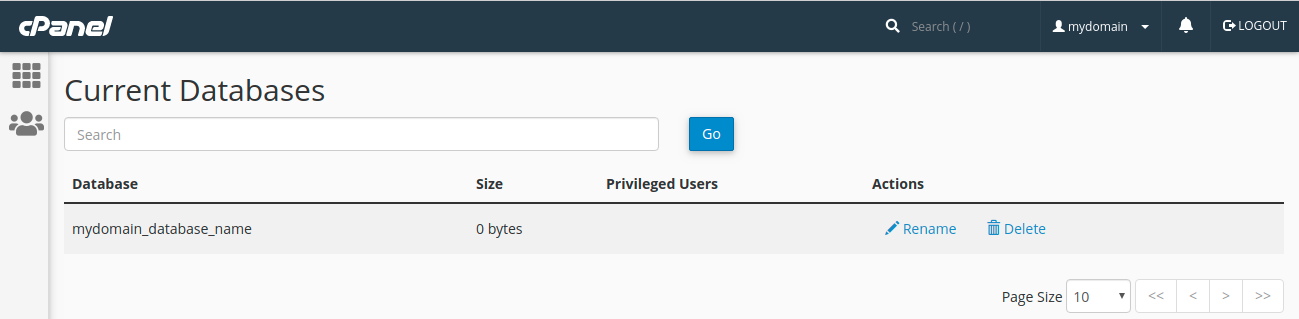 cPanel Search ( / ) mydomain LOGOUT
Current Databases
Search Go
Database Size Privileged Users Actions
mydomain_database_name 0 bytes Rename Delete
Page Size 10 << < > >>